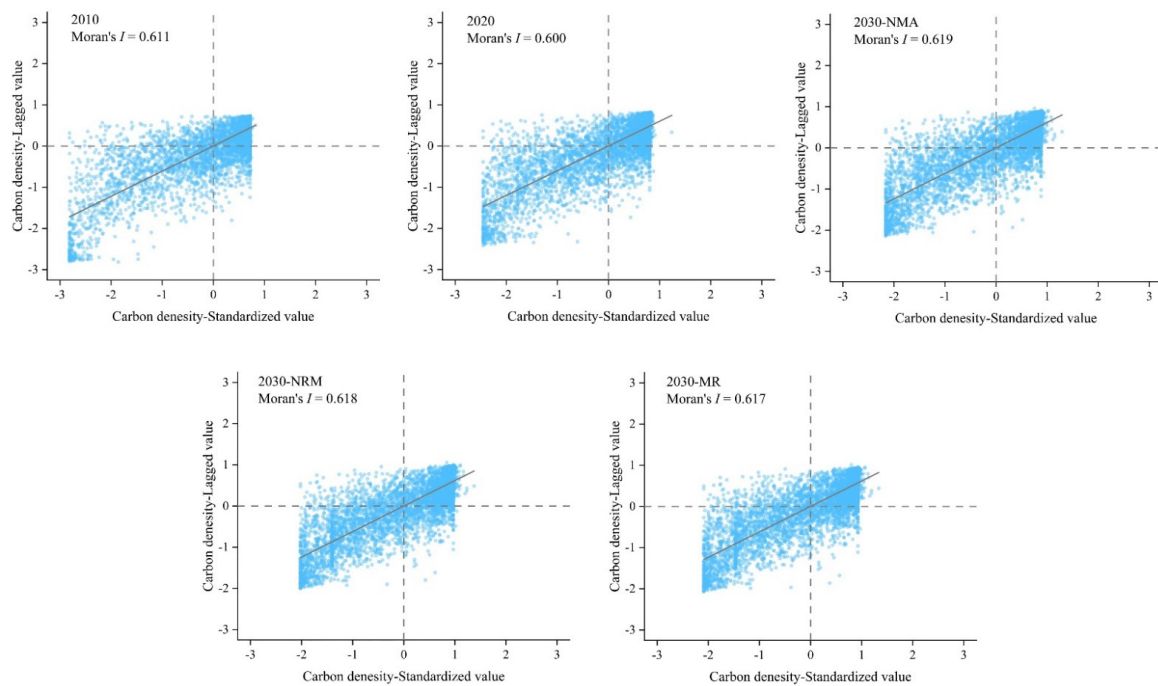 2010
Moran's I = 0.611
3
2
1
0
-1
-2
-3
Carbon denesity-Lagged value
-3 -2 -1 0 1 2 3
Carbon denesity-Standardized value
2020
Moran's I = 0.600
3
2
1
0
-1
-2
-3
Carbon denesity-Lagged value
-3 -2 -1 0 1 2 3
Carbon denesity-Standardized value
2030-NMA
Moran's I = 0.619
3
2
1
0
-1
-2
-3
Carbon denesity-Lagged value
-3 -2 -1 0 1 2 3
Carbon denesity-Standardized value
2030-NRM
Moran's I = 0.618
3
2
1
0
-1
-2
-3
Carbon denesity-Lagged value
-3 -2 -1 0 1 2 3
Carbon denesity-Standardized value
2030-MR
Moran's I = 0.617
3
2
1
0
-1
-2
-3
Carbon denesity-Lagged value
-3 -2 -1 0 1 2 3
Carbon denesity-Standardized value